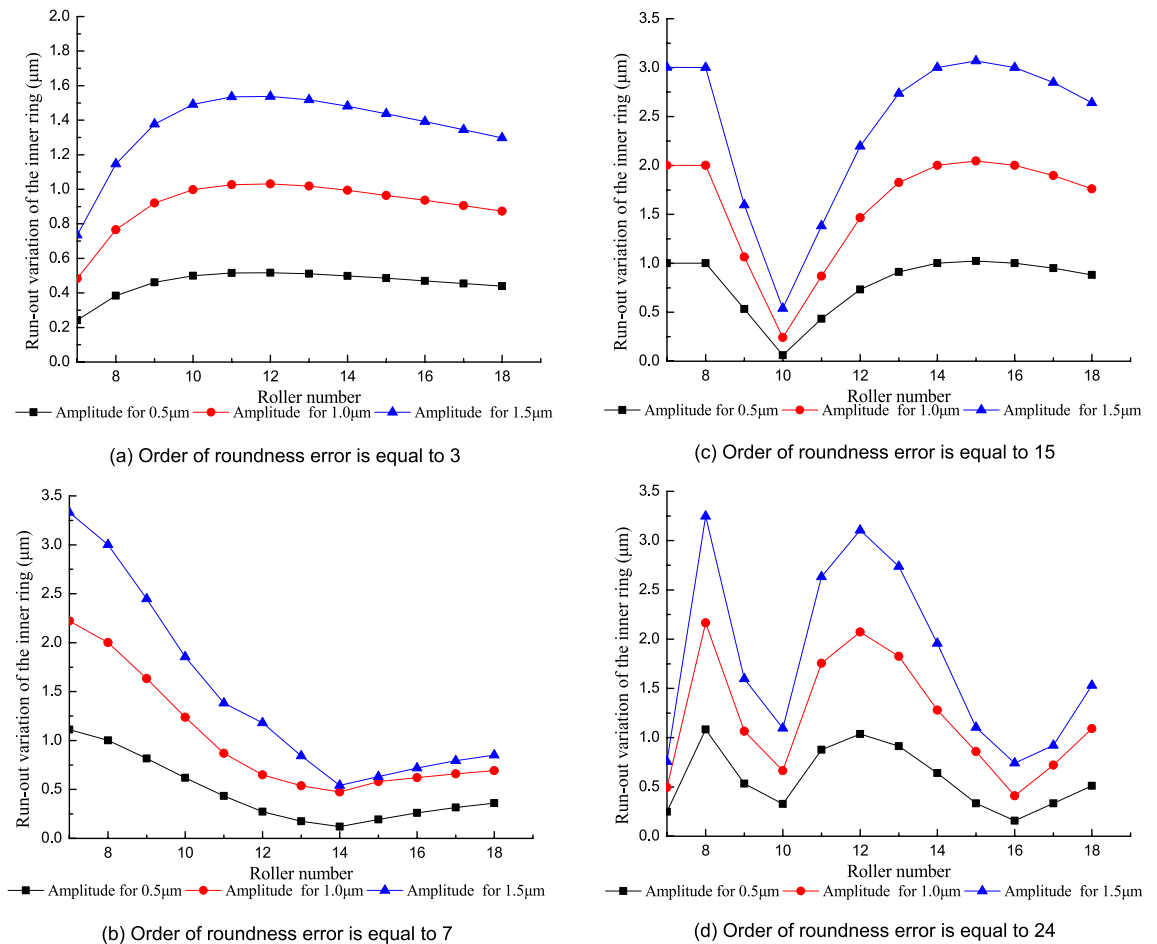 Run-out variation of the inner ring (μm)
2.0
1.8
1.6
1.4
1.2
1.0
0.8
0.6
0.4
0.2
0.0
8 10 12 14 16 18
Roller number
Amplitude for 0.5μm Amplitude for 1.0μm Amplitude for 1.5μm
(a) Order of roundness error is equal to 3
Run-out variation of the inner ring (μm)
3.5
3.0
2.5
2.0
1.5
1.0
0.5
0.0
8 10 12 14 16 18
Roller number
Amplitude for 0.5μm Amplitude for 1.0μm Amplitude for 1.5μm
(b) Order of roundness error is equal to 7
Run-out variation of the inner ring (μm)
3.0
2.5
2.0
1.5
1.0
0.5
0.0
8 10 12 14 16 18
Roller number
Amplitude for 0.5μm Amplitude for 1.0μm Amplitude for 1.5μm
(c) Order of roundness error is equal to 15
Run-out variation of the inner ring (μm)
3.5
3.0
2.5
2.0
1.5
1.0
0.5
0.0
8 10 12 14 16 18
Roller number
Amplitude for 0.5μm Amplitude for 1.0μm Amplitude for 1.5μm
(d) Order of roundness error is equal to 24